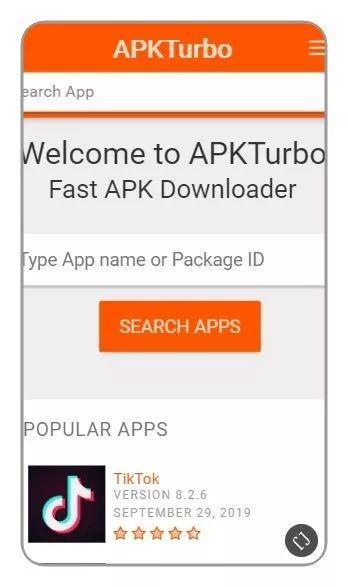 APKTurbo
earch App
Welcome to APKTurbo
Fast APK Downloader
Type App name or Package ID
SEARCH APPS
POPULAR APPS
TikTok
VERSION 8.2.6
SEPTEMBER 29, 2019